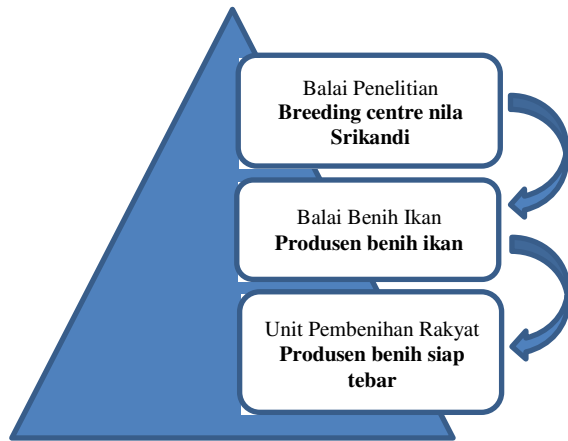 Balai Penelitian
Breeding centre nila
Srikandi
Balai Benih Ikan
Produsen benih ikan
Unit Pembenihan Rakyat
Produsen benih siap
tebar